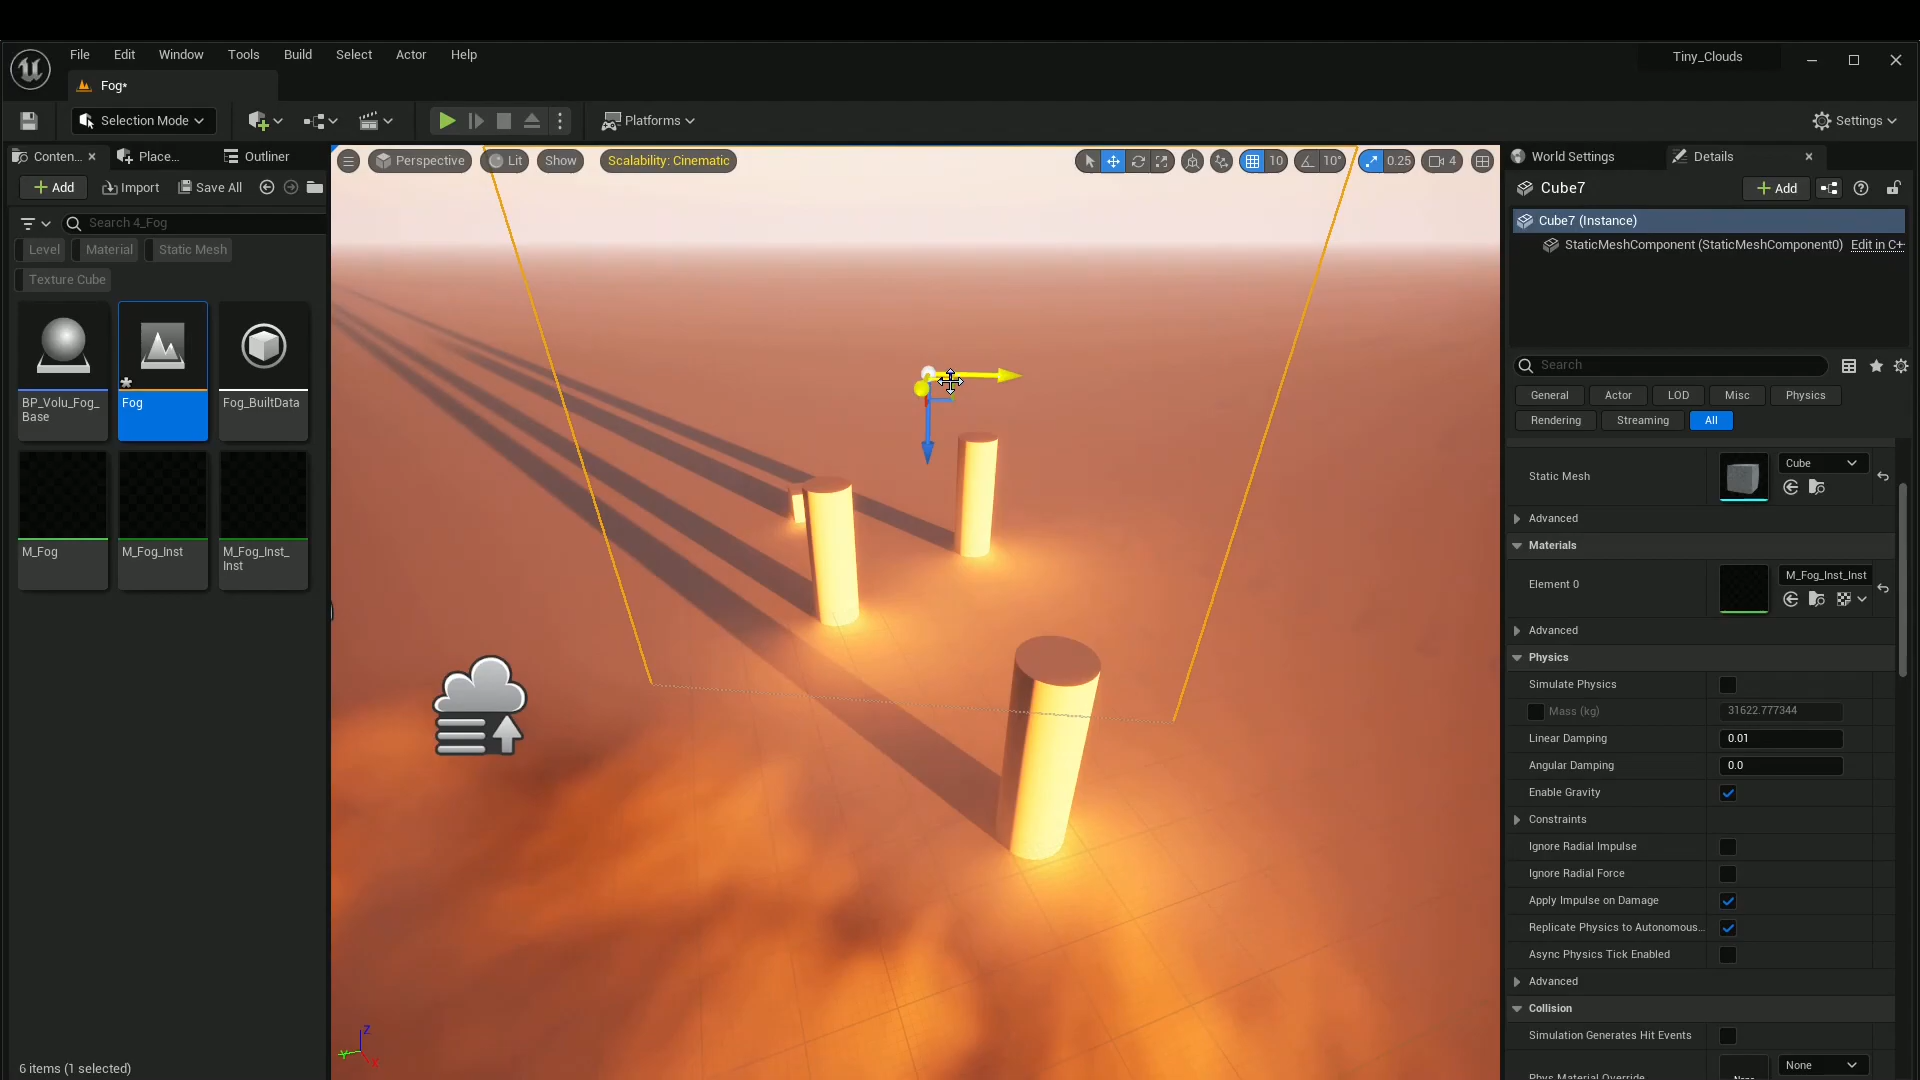 File Edit Window Tools Build Select Actor Help
Tiny_Clouds
Fog*
Selection Mode
Platforms
Settings
Conten...
Place...
Outliner
Add
Import
Save All
Search 4_Fog
Level
Material
Static Mesh
Texture Cube
BP_Volu_Fog_
Base
Fog
Fog_BuiltData
M_Fog
M_Fog_Inst
M_Fog_Inst_
Inst
6 items (1 selected)
Perspective
Lit
Show
Scalability: Cinematic
10
10°
0.25
4
Z
Y
X
World Settings
Details
Cube7
Add
Cube7 (Instance)
StaticMeshComponent (StaticMeshComponent0) Edit in C+
Search
General
Actor
LOD
Misc
Physics
Rendering
Streaming
All
Static Mesh
Cube
Advanced
Materials
Element 0
M_Fog_Inst_Inst
Advanced
Physics
Simulate Physics
Mass (kg)
31622.777344
Linear Damping
0.01
Angular Damping
0.0
Enable Gravity
Constraints
Ignore Radial Impulse
Ignore Radial Force
Apply Impulse on Damage
Replicate Physics to Autonomous...
Async Physics Tick Enabled
Advanced
Collision
Simulation Generates Hit Events
None
Phys Material Override
None